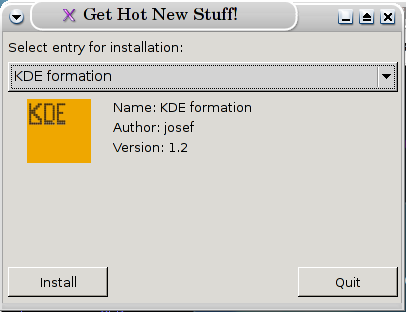 Get Hot New Stuff!
Select entry for installation:
KDE formation
KDE
Name: KDE formation
Author: josef
Version: 1.2
Install
Quit